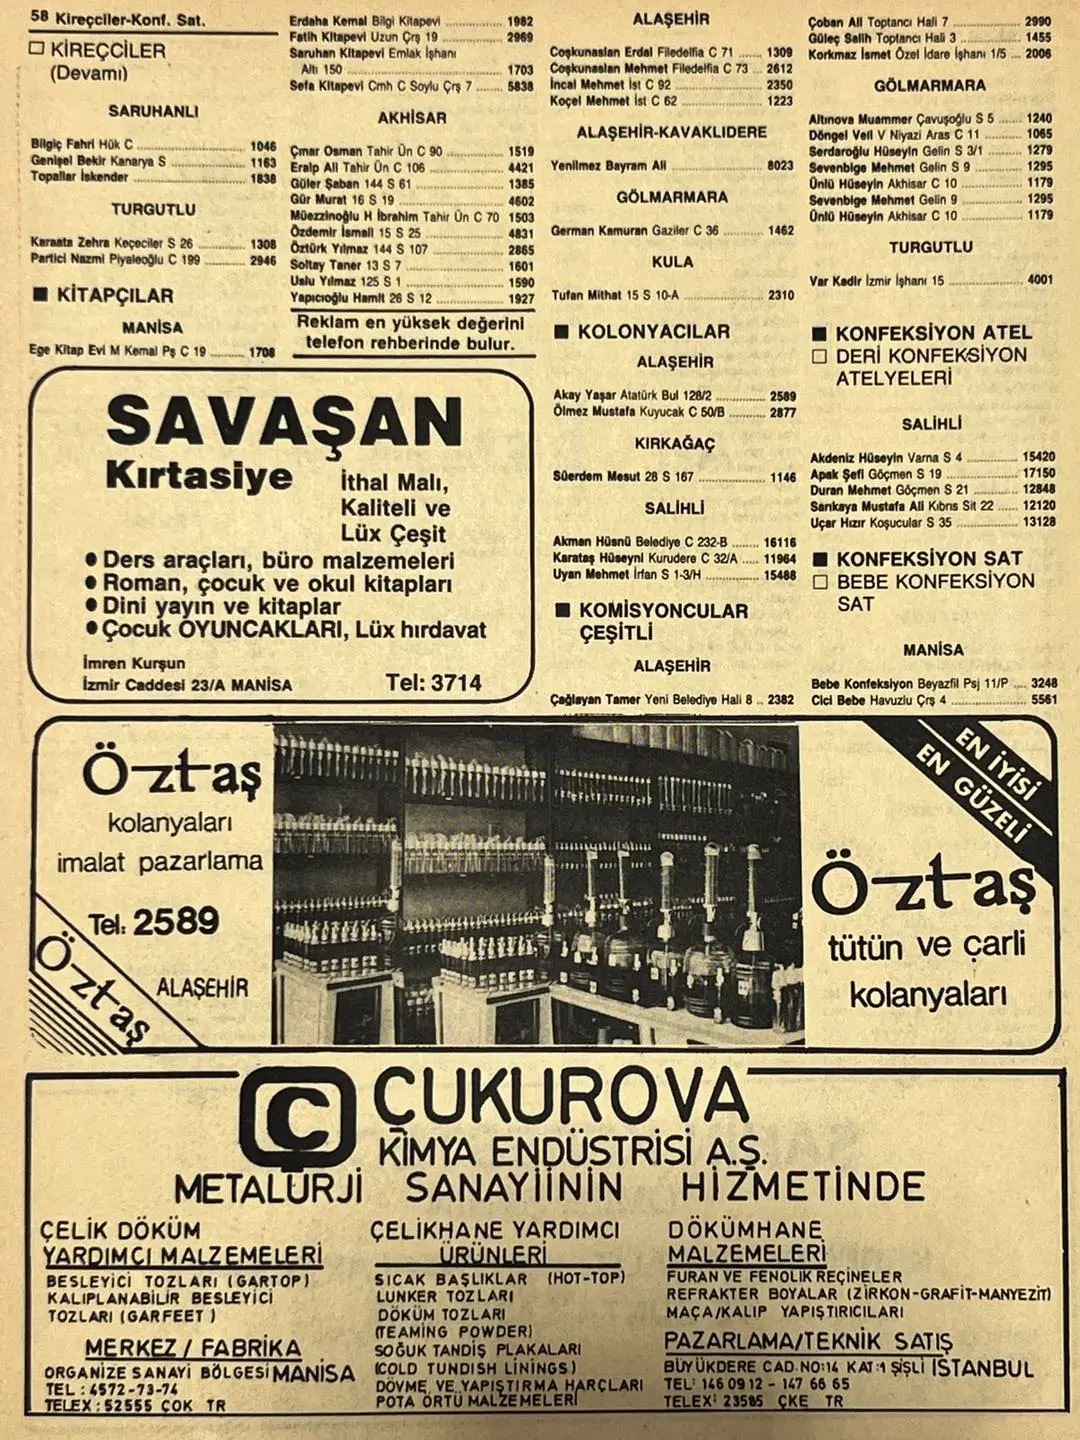 58 Kireççiler-Konf. Sat.
☐ KİREÇCİLER
(Devamı)
SARUHANLI
Bilgiç Fahri Hük C 1046
Genişel Bekir Kanarya S 1163
Topallar İskender 1838
TURGUTLU
Karaata Zehra Keçeciler S 26 1308
Partici Nazmi Piyaleoğlu C 199 2946
■ KİTAPÇILAR
MANİSA
Ege Kitap Evi M Kemal Pş C 19 1708
Erdaha Kemal Bilgi Kitapevi 1982
Fatih Kitapevi Uzun Çrş 19 2969
Saruhan Kitapevi Emlak İşhanı
Altı 150 1703
Sefa Kitapevi Cmh C Soylu Çrş 7 5838
AKHİSAR
Çınar Osman Tahir Ün C 90 1519
Eralp Ali Tahir Ün C 106 4421
Güler Şaban 144 S 61 1385
Gür Murat 16 S 19 4602
Müezzinoğlu H İbrahim Tahir Ün C 70 1503
Özdemir İsmail 15 S 25 4831
Öztürk Yılmaz 144 S 107 2865
Soltay Taner 13 S 7 1601
Uslu Yılmaz 125 S 1 1590
Yapıcıoğlu Hamit 26 S 12 1927
Reklam en yüksek değerini
telefon rehberinde bulur.
ALAŞEHİR
Coşkunaslan Erdal Filedelfia C 71 1309
Coşkunaslan Mehmet Filedelfia C 73 2612
İncal Mehmet İst C 92 2350
Koçel Mehmet İst C 62 1223
ALAŞEHİR-KAVAKLIDERE
Yenilmez Bayram Ali 8023
GÖLMARMARA
German Kamuran Gaziler C 36 1462
KULA
Tufan Mithat 15 S 10-A 2310
■ KOLONYACILAR
ALAŞEHİR
Akay Yaşar Atatürk Bul 128/2 2589
Ölmez Mustafa Kuyucak C 50/B 2877
KIRKAĞAÇ
Süerdem Mesut 28 S 167 1146
SALİHLİ
Akman Hüsnü Belediye C 232-B 16116
Karataş Hüseyni Kurudere C 32/A 11964
Uyan Mehmet İrfan S 1-3/H 15488
■ KOMİSYONCULAR
ÇEŞİTLİ
ALAŞEHİR
Çağlayan Tamer Yeni Belediye Hali 8 2382
Çoban Ali Toptancı Hali 7 2990
Güleç Salih Toptancı Hali 3 1455
Korkmaz İsmet Özel İdare İşhanı 1/5 2006
GÖLMARMARA
Altınova Muammer Çavuşoğlu S 5 1240
Döngel Veli V Niyazi Aras C 11 1065
Serdaroğlu Hüseyin Gelin S 3/1 1279
Sevenbige Mehmet Gelin S 9 1295
Ünlü Hüseyin Akhisar C 10 1179
Sevenbige Mehmet Gelin 9 1295
Ünlü Hüseyin Akhisar C 10 1179
TURGUTLU
Var Kadir İzmir İşhanı 15 4001
■ KONFEKSİYON ATEL
☐ DERİ KONFEKSİYON
ATELYELERİ
SALİHLİ
Akdeniz Hüseyin Varna S 4 15420
Apak Şefi Göçmen S 19 17150
Duran Mehmet Göçmen S 21 12848
Sarıkaya Mustafa Ali Kıbrıs Sit 22 12120
Uçar Hızır Koşucular S 35 13128
■ KONFEKSİYON SAT
☐ BEBE KONFEKSİYON
SAT
MANİSA
Bebe Konfeksiyon Beyazfil Psj 11/P 3248
Cici Bebe Havuzlu Çrş 4 5561
SAVAŞAN
Kırtasiye
İthal Malı,
Kaliteli ve
Lüx Çeşit
● Ders araçları, büro malzemeleri
● Roman, çocuk ve okul kitapları
● Dini yayın ve kitaplar
● Çocuk OYUNCAKLARI, Lüx hırdavat
İmren Kurşun
İzmir Caddesi 23/A MANİSA
Tel: 3714
Öztaş
kolanyaları
imalat pazarlama
Tel: 2589
ALAŞEHİR
Öztaş
EN İYİSİ
EN GÜZELİ
Öztaş
tütün ve çarli
kolanyaları
Ç ÇUKUROVA
KİMYA ENDÜSTRİSİ A.Ş.
METALURJİ SANAYİİNİN HİZMETİNDE
ÇELİK DÖKÜM
YARDIMCI MALZEMELERİ
BESLEYİCİ TOZLARI (GARTOP)
KALIPLANABİLİR BESLEYİCİ
TOZLARI (GARFEET )
MERKEZ / FABRİKA
ORGANİZE SANAYİ BÖLGESİ MANİSA
TEL : 4572-73-74
TELEX : 52555 ÇOK TR
ÇELİKHANE YARDIMCI
ÜRÜNLERİ
SICAK BAŞLIKLAR (HOT-TOP)
LUNKER TOZLARI
DÖKÜM TOZLARI
(TEAMING POWDER)
SOĞUK TANDİŞ PLAKALARI
(COLD TUNDISH LININGS)
DÖVME VE YAPIŞTIRMA HARÇLARI
POTA ÖRTÜ MALZEMELERİ
DÖKÜMHANE
MALZEMELERİ
FURAN VE FENOLİK REÇİNELER
REFRAKTER BOYALAR (ZİRKON-GRAFİT-MANYEZİT)
MAÇA/KALIP YAPIŞTIRICILARI
PAZARLAMA/TEKNİK SATIŞ
BÜYÜKDERE CAD. NO:14 KAT:1 ŞİŞLİ İSTANBUL
TEL: 146 09 12 - 147 66 65
TELEX: 23585 ÇKE TR